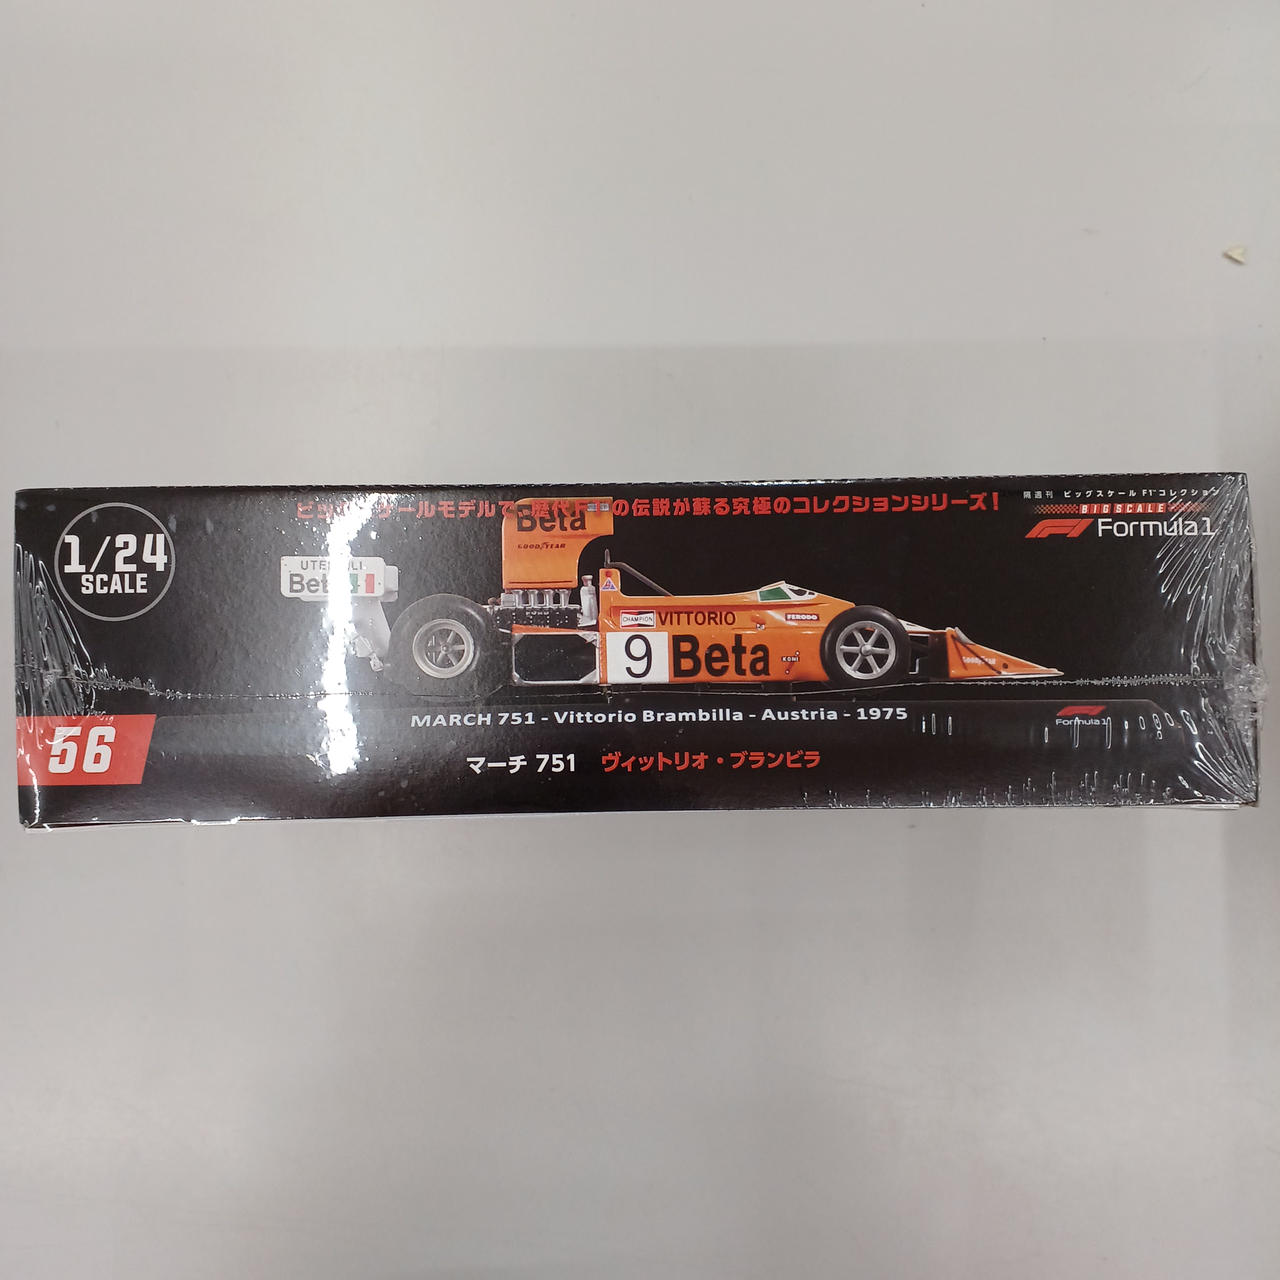 隔週刊 ビッグスケール F1コレクション
BIGSCALE
Formula 1
ビッ ールモデルで、歴代F の伝説が蘇る究極のコレクションシリーズ!
1/24
SCALE
Beta
GOODYEAR
Beta
CHAMPION
VITTORIO
FERODO
9
Beta
KONI
GOODYEAR
MARCH 751 - Vittorio Brambilla - Austria - 1975
Formula 1
56
マーチ 751 ヴィットリオ・ブランビラ